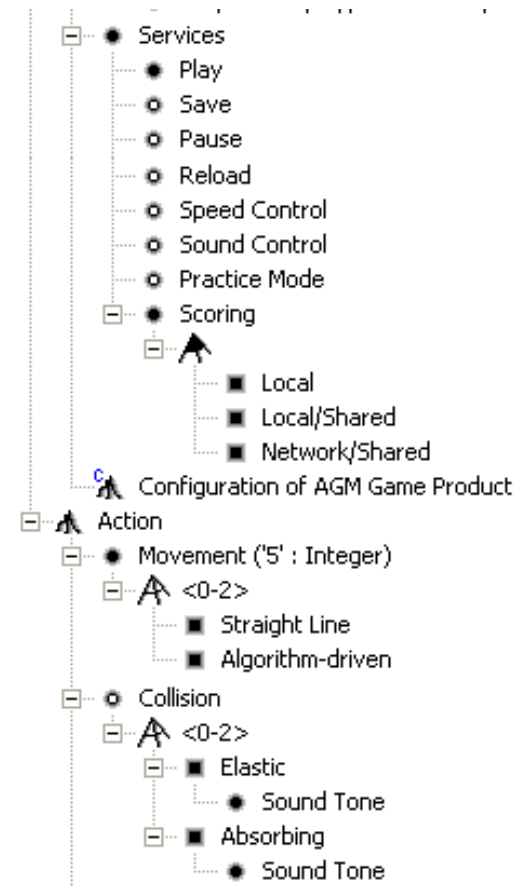 Services
Play
Save
Pause
Reload
Speed Control
Sound Control
Practice Mode
Scoring
Local
Local/Shared
Network/Shared
C Configuration of AGM Game Product
Action
Movement ('5' : Integer)
<0-2>
Straight Line
Algorithm-driven
Collision
<0-2>
Elastic
Sound Tone
Absorbing
Sound Tone